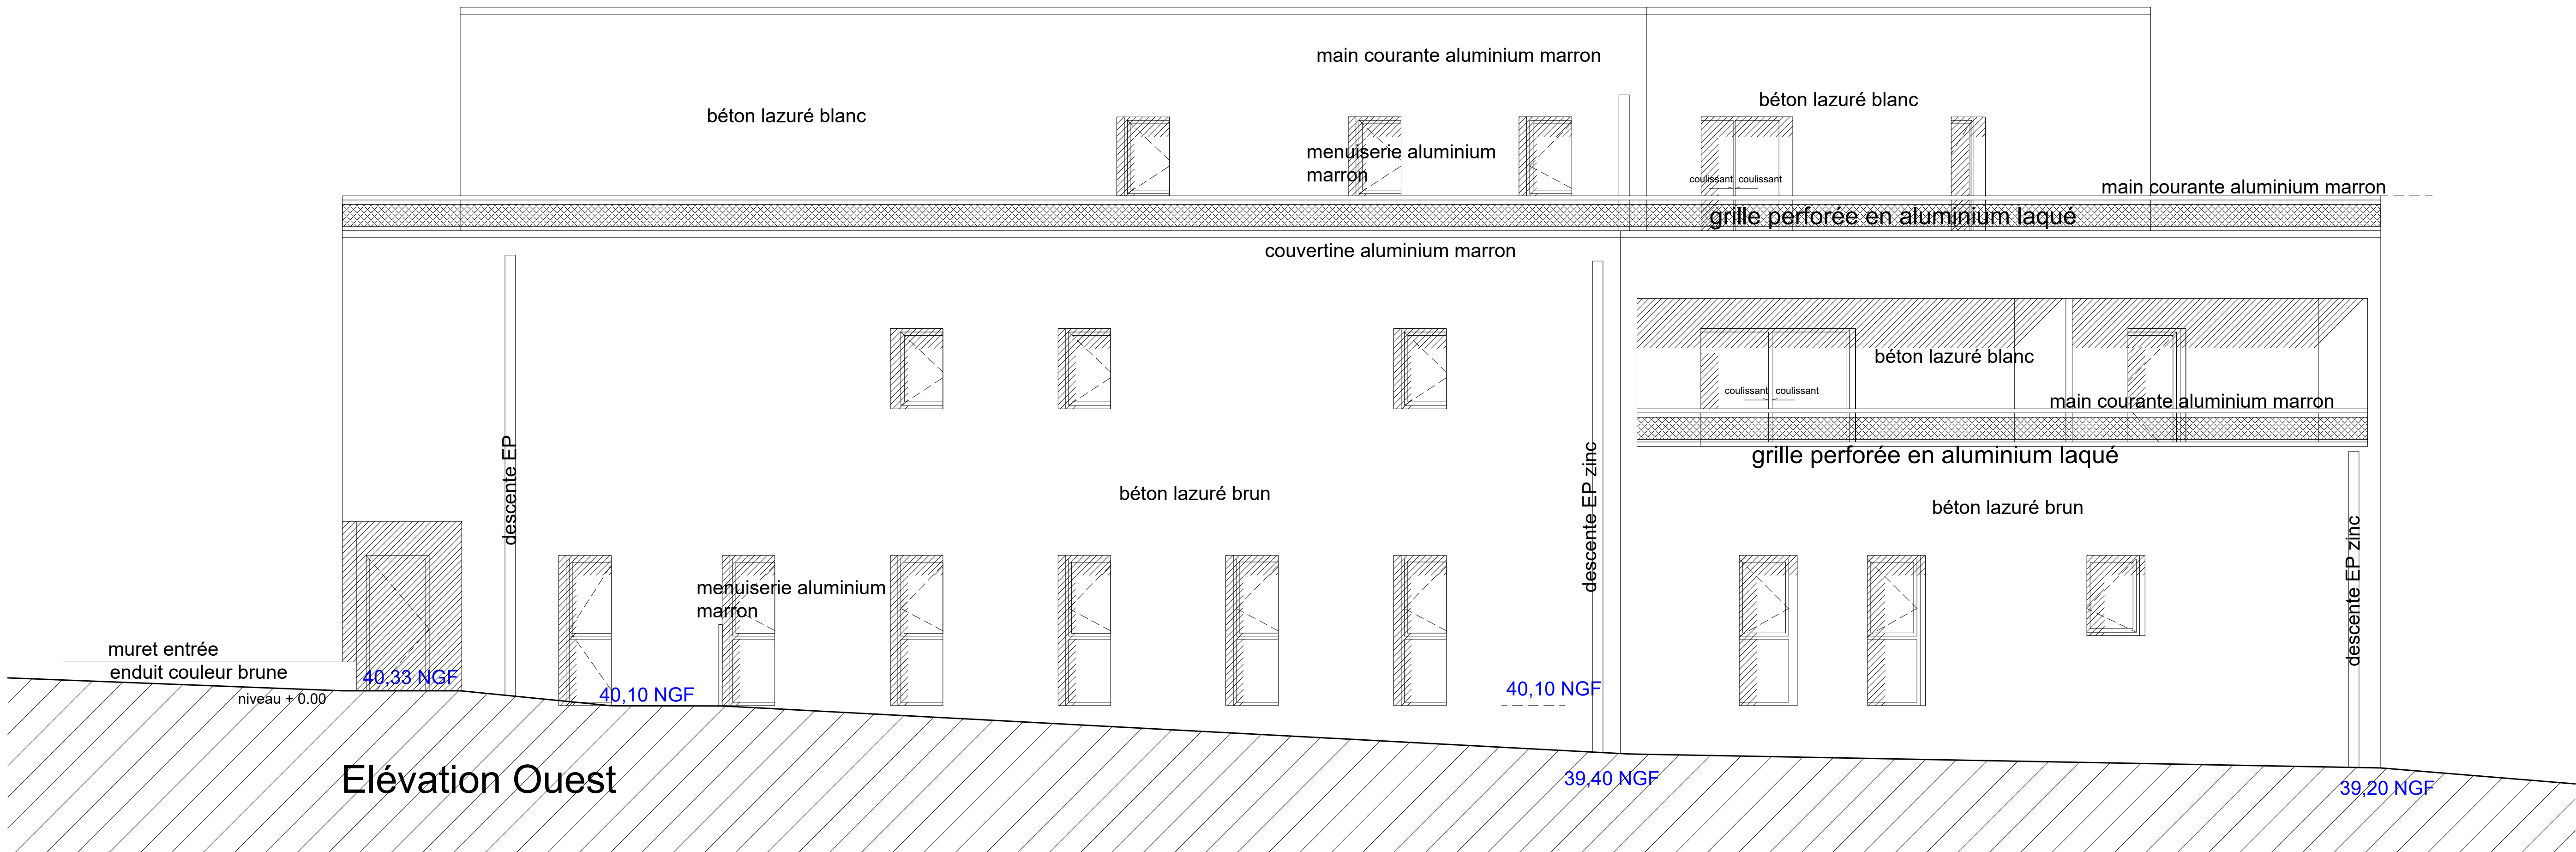 main courante aluminium marron
béton lazuré blanc
béton lazuré blanc
menuiserie aluminium
marron
coulissant coulissant
main courante aluminium marron
grille perforée en aluminium laqué
couvertine aluminium marron
béton lazuré blanc
coulissant coulissant
main courante aluminium marron
grille perforée en aluminium laqué
descente EP
descente EP zinc
béton lazuré brun
béton lazuré brun
descente EP zinc
menuiserie aluminium
marron
muret entrée
enduit couleur brune
40,33 NGF
niveau + 0.00
40,10 NGF
40,10 NGF
Elévation Ouest
39,40 NGF
39,20 NGF